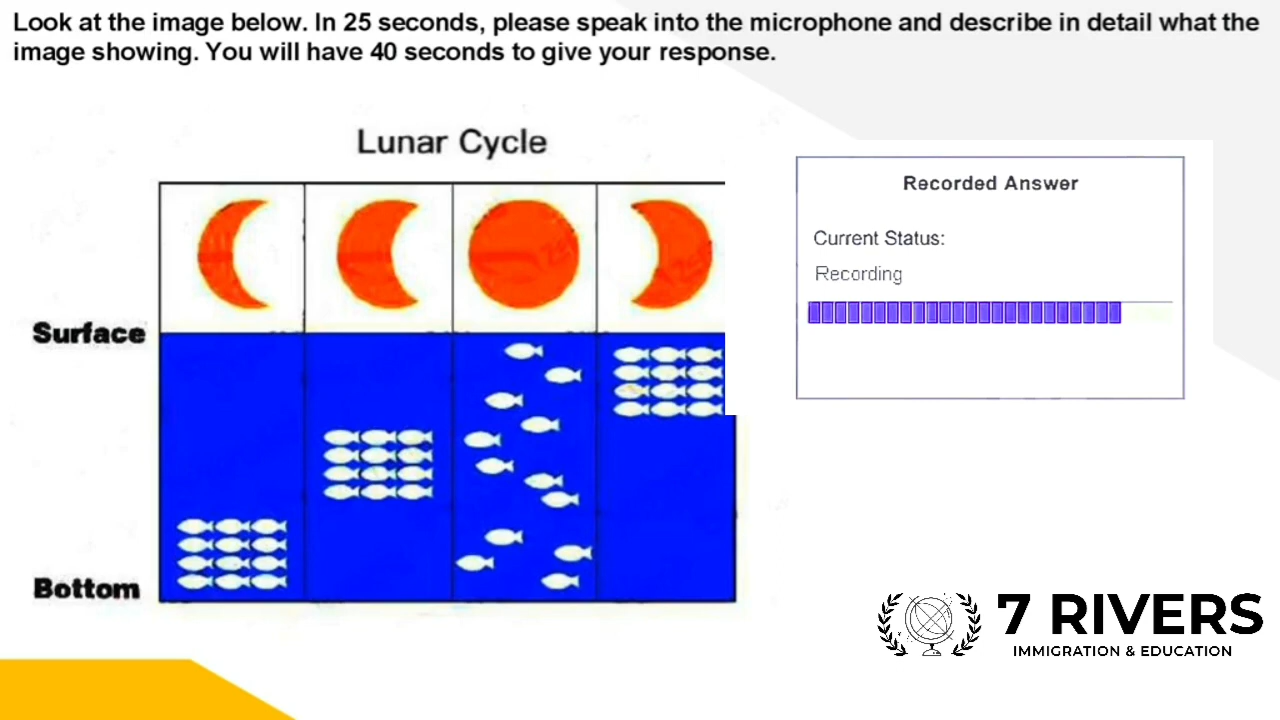 Look at the image below. In 25 seconds, please speak into the microphone and describe in detail what the
image showing. You will have 40 seconds to give your response.
Lunar Cycle
Surface
Bottom
Recorded Answer
Current Status:
Recording
7 RIVERS
IMMIGRATION & EDUCATION